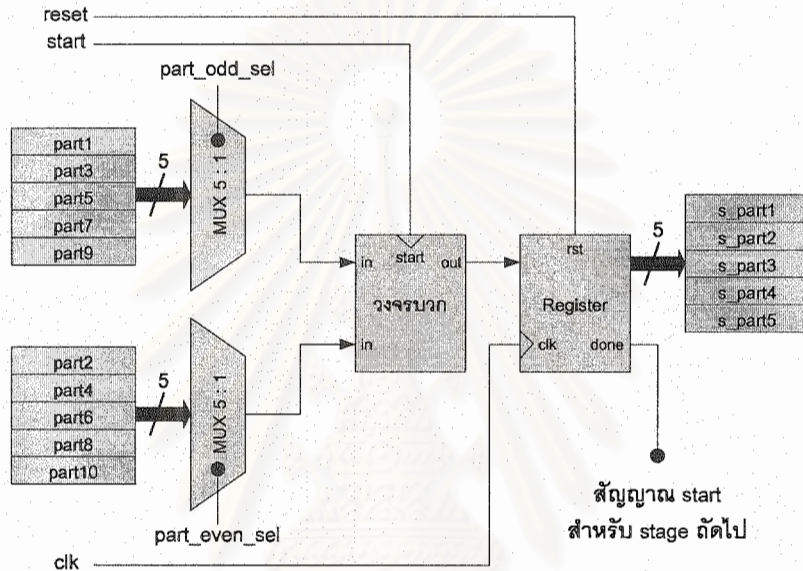 reset
start
part_odd_sel
part1
part3
part5
part7
part9
5
MUX 5 : 1
in
start
out
วงจรบวก
in
rst
Register
clk
done
5
s_part1
s_part2
s_part3
s_part4
s_part5
part2
part4
part6
part8
part10
5
MUX 5 : 1
part_even_sel
clk
สัญญาณ start
สำหรับ stage ถัดไป